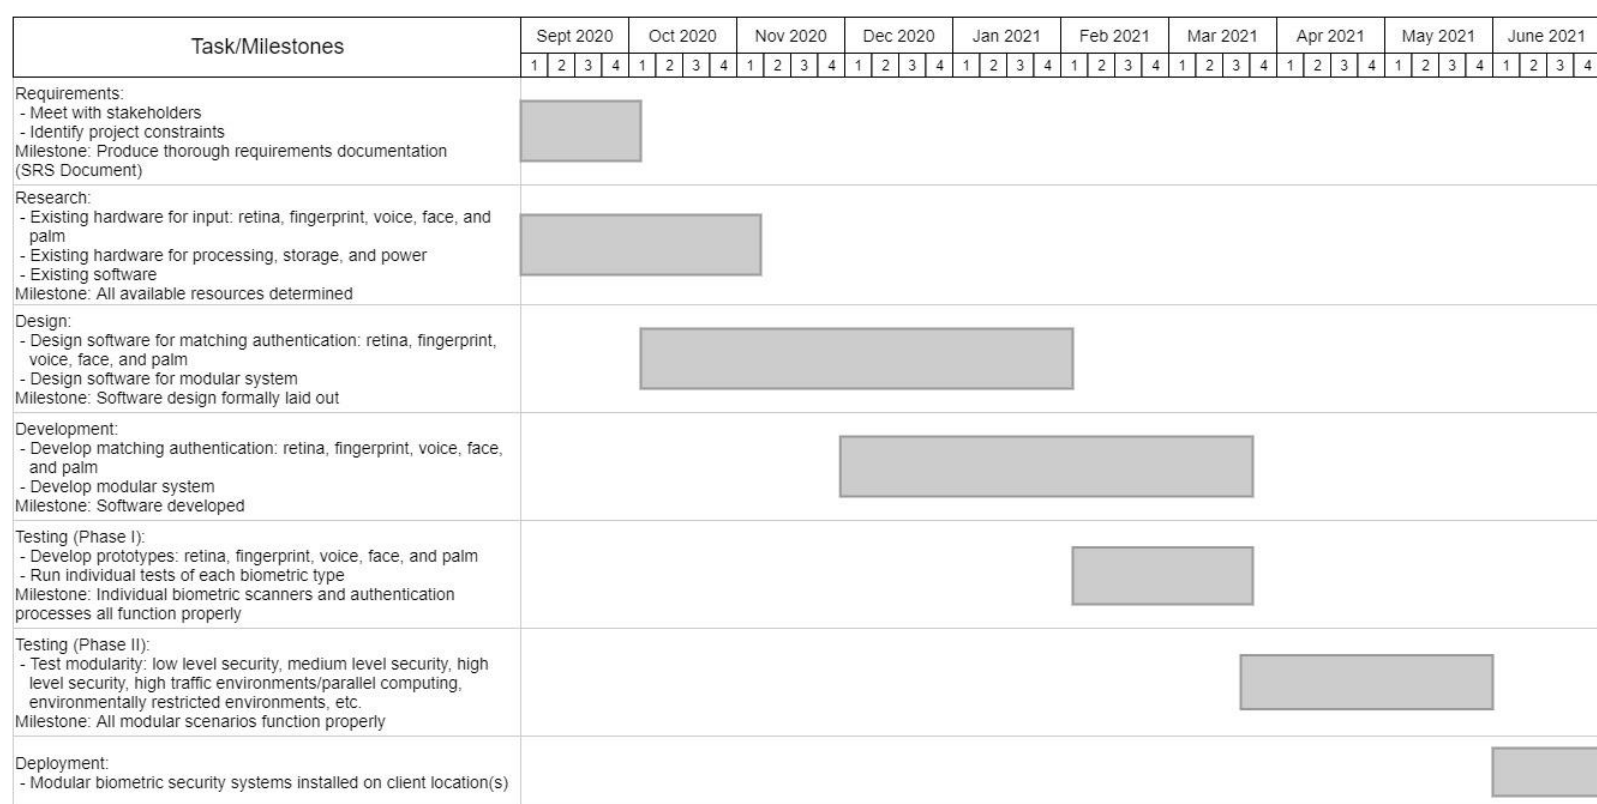 Task/Milestones
Sept 2020 Oct 2020 Nov 2020 Dec 2020 Jan 2021 Feb 2021 Mar 2021 Apr 2021 May 2021 June 2021
1 2 3 4 1 2 3 4 1 2 3 4 1 2 3 4 1 2 3 4 1 2 3 4 1 2 3 4 1 2 3 4 1 2 3 4 1 2 3 4
Requirements:
- Meet with stakeholders
- Identify project constraints
Milestone: Produce thorough requirements documentation
(SRS Document)
Research:
- Existing hardware for input: retina, fingerprint, voice, face, and
palm
- Existing hardware for processing, storage, and power
- Existing software
Milestone: All available resources determined
Design:
- Design software for matching authentication: retina, fingerprint,
voice, face, and palm
- Design software for modular system
Milestone: Software design formally laid out
Development:
- Develop matching authentication: retina, fingerprint, voice, face,
and palm
- Develop modular system
Milestone: Software developed
Testing (Phase I):
- Develop prototypes: retina, fingerprint, voice, face, and palm
- Run individual tests of each biometric type
Milestone: Individual biometric scanners and authentication
processes all function properly
Testing (Phase II):
- Test modularity: low level security, medium level security, high
level security, high traffic environments/parallel computing,
environmentally restricted environments, etc.
Milestone: All modular scenarios function properly
Deployment:
- Modular biometric security systems installed on client location(s)